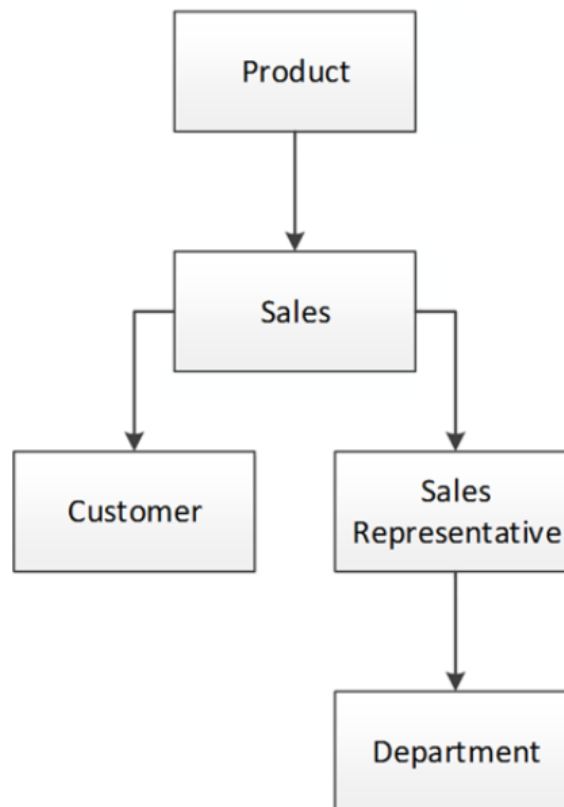 Product
Sales
Customer
Sales
Representative
Department